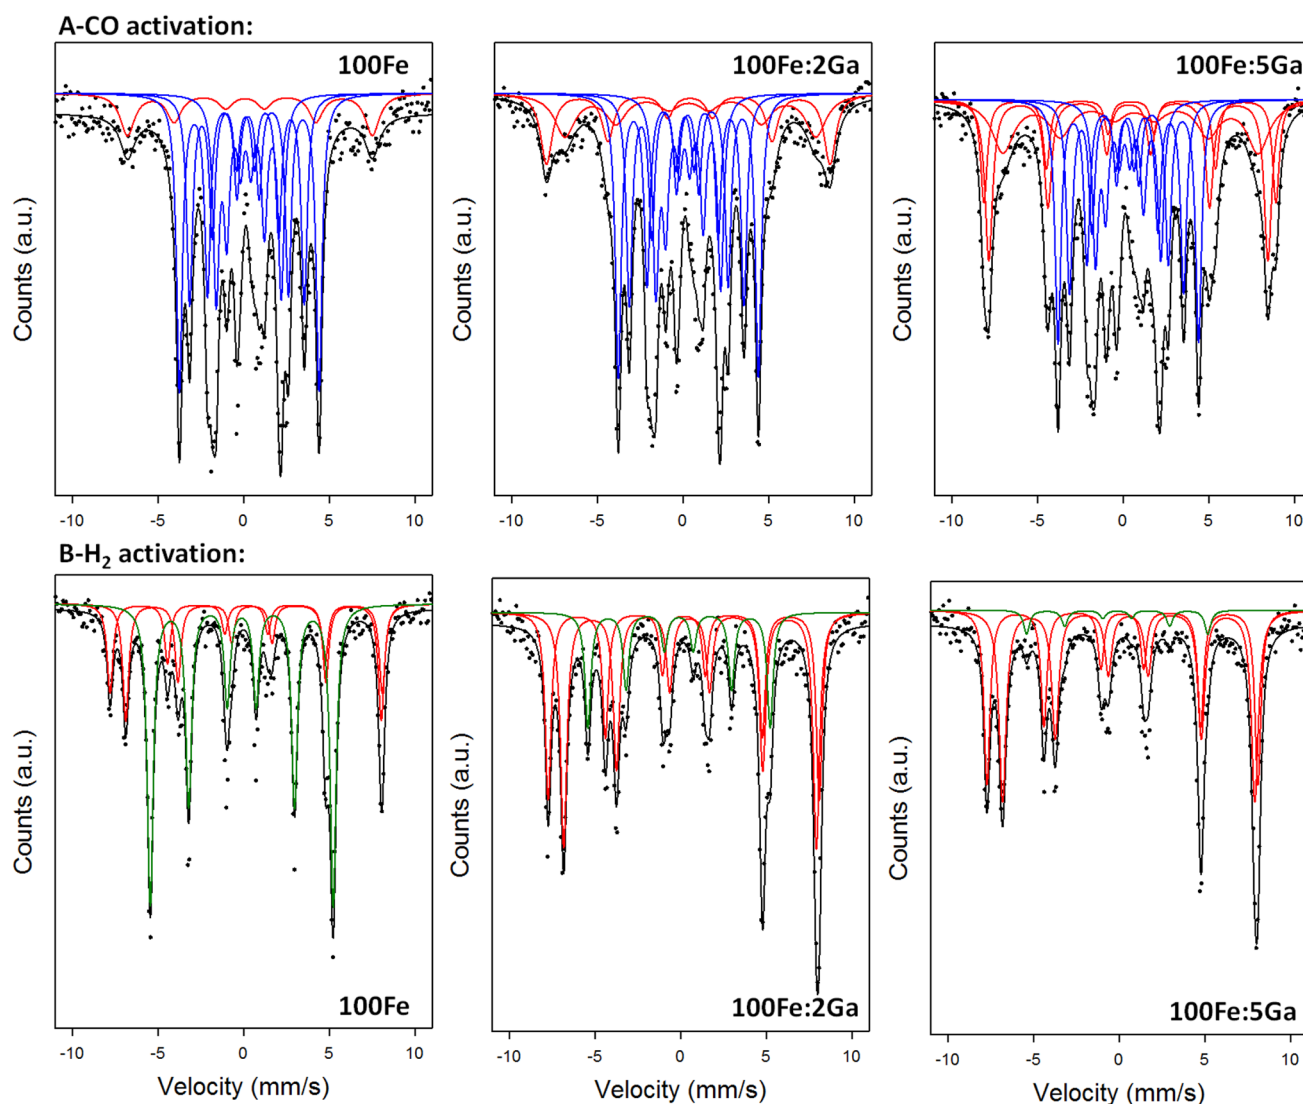 A-CO activation:
100Fe
100Fe:2Ga
100Fe:5Ga
Counts (a.u.)
Counts (a.u.)
Counts (a.u.)
-10 -5 0 5 10
-10 -5 0 5 10
-10 -5 0 5 10
B-H₂ activation:
100Fe
100Fe:2Ga
100Fe:5Ga
Counts (a.u.)
Counts (a.u.)
Counts (a.u.)
-10 -5 0 5 10
-10 -5 0 5 10
-10 -5 0 5 10
Velocity (mm/s)
Velocity (mm/s)
Velocity (mm/s)